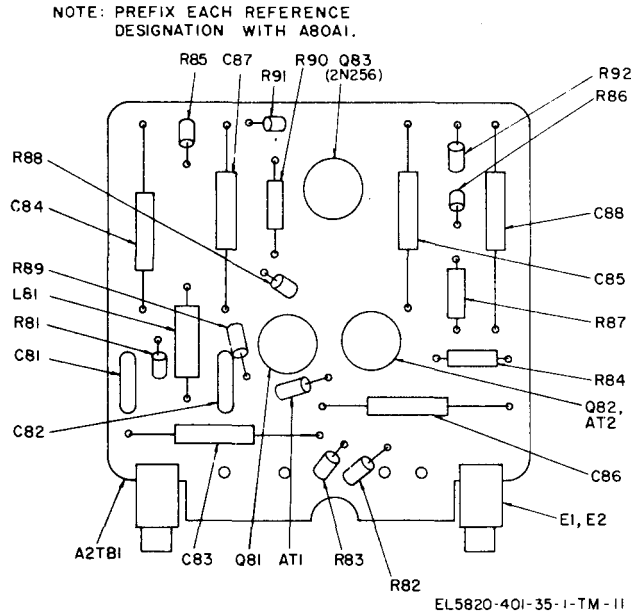 NOTE: PREFIX EACH REFERENCE
DESIGNATION WITH A80A1.
R85 C87 R91 R90 Q83
(2N256)
R92
R86
R88
C84
C88
C85
R89
L81
R81
C81
R87
R84
Q82,
AT2
C82
C86
A2TB1
C83
Q81
AT1
R83
R82
E1, E2
EL5820-401-35-1-TM-11